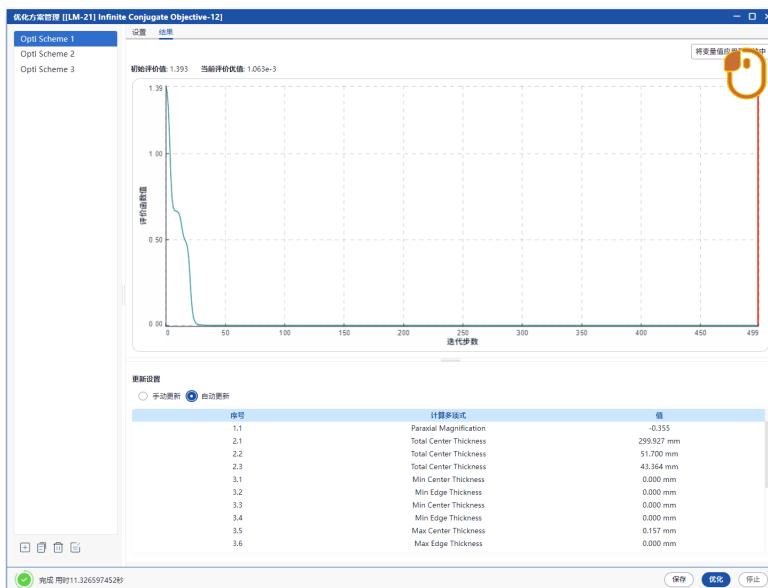 优化方案管理 [[LM-21] Infinite Conjugate Objective-12]
Opti Scheme 1
Opti Scheme 2
Opti Scheme 3
设置 结果
初始评价值: 1.393 当前评价优值: 1.063e-3
评价函数值
1.39
1 00
0 50
0 00
0 50 100 150 200 250 300 350 400 450 499
迭代步数
更新设置
手动更新 自动更新
序号 计算多项式 值
1.1 Paraxial Magnification -0.355
2.1 Total Center Thickness 299.927 mm
2.2 Total Center Thickness 51.700 mm
2.3 Total Center Thickness 43.364 mm
3.1 Min Center Thickness 0.000 mm
3.2 Min Edge Thickness 0.000 mm
3.3 Min Center Thickness 0.000 mm
3.4 Min Edge Thickness 0.000 mm
3.5 Max Center Thickness 0.157 mm
3.6 Max Edge Thickness 0.000 mm
完成 用时11.326597452秒
保存 优化 停止